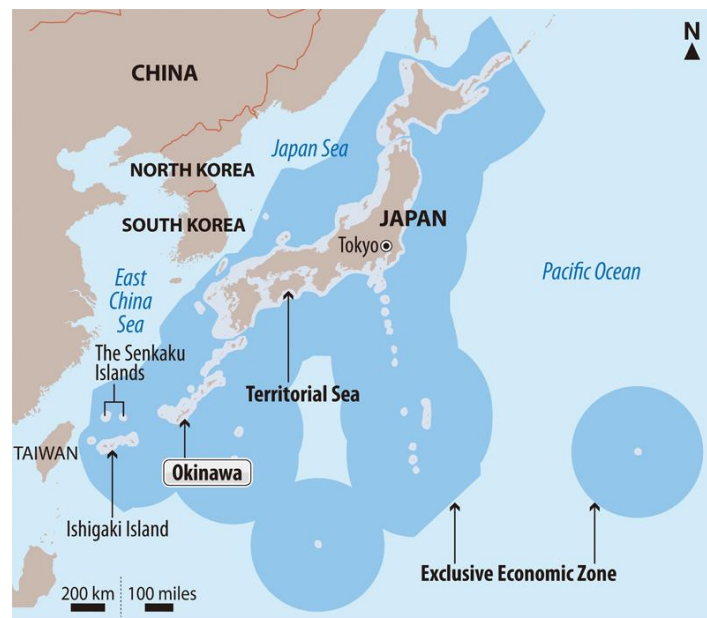 N
CHINA
Japan Sea
NORTH KOREA
SOUTH KOREA
JAPAN
Tokyo
Pacific Ocean
East
China
Sea
The Senkaku
Islands
Territorial Sea
TAIWAN
Okinawa
Ishigaki Island
Exclusive Economic Zone
200 km
100 miles